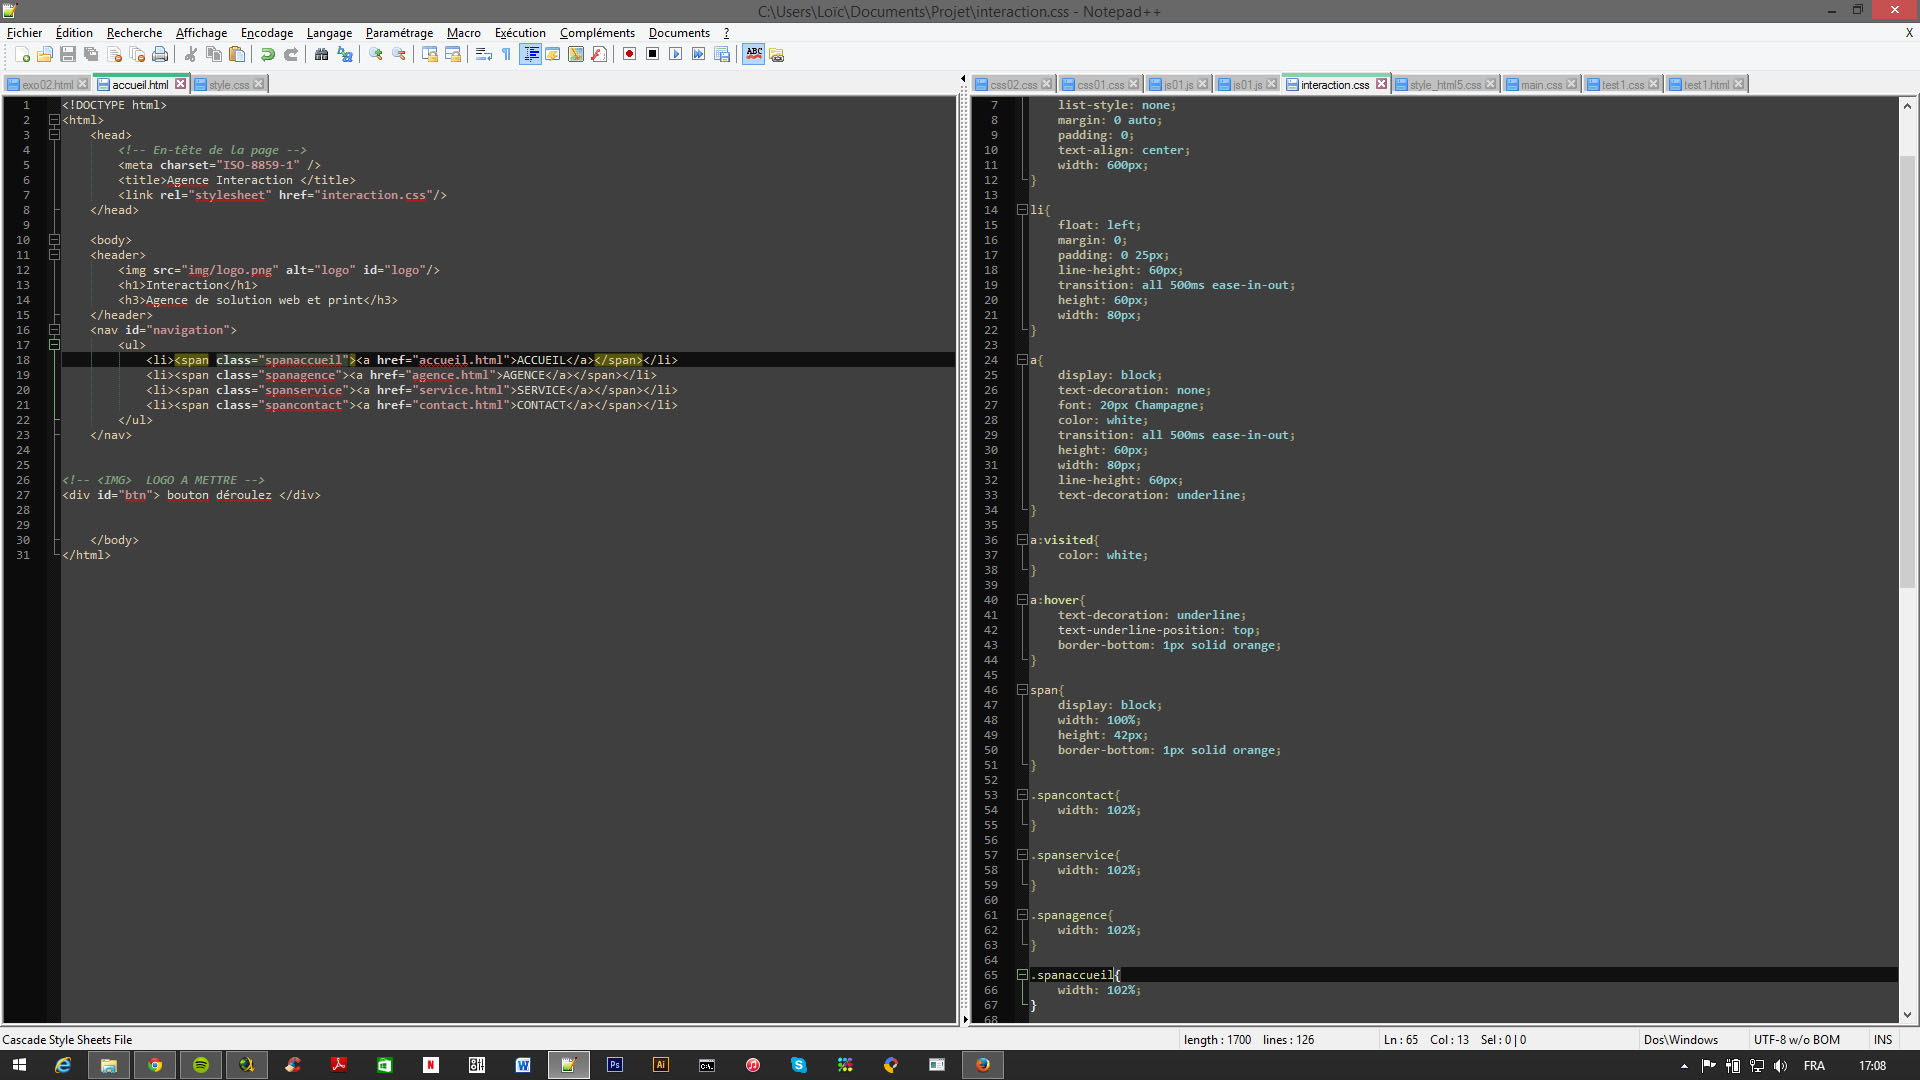 C:\Users\Loïc\Documents\Projet\interaction.css - Notepad++
Fichier Édition Recherche Affichage Encodage Langage Paramétrage Macro Exécution Compléments Documents ? X
exo02.html accueil.html style.css
css02.css css01.css js01.js js01.js interaction.css style_html5.css main.css test1.css test1.html
1 <!DOCTYPE html>
2 <html>
3 <head>
4 <!-- En-tête de la page -->
5 <meta charset="ISO-8859-1" />
6 <title>Agence Interaction </title>
7 <link rel="stylesheet" href="interaction.css"/>
8 </head>
9
10 <body>
11 <header>
12 <img src="img/logo.png" alt="logo" id="logo"/>
13 <h1>Interaction</h1>
14 <h3>Agence de solution web et print</h3>
15 </header>
16 <nav id="navigation">
17 <ul>
18 <li><span class="spanaccueil"><a href="accueil.html">ACCUEIL</a></span></li>
19 <li><span class="spanagence"><a href="agence.html">AGENCE</a></span></li>
20 <li><span class="spanservice"><a href="service.html">SERVICE</a></span></li>
21 <li><span class="spancontact"><a href="contact.html">CONTACT</a></span></li>
22 </ul>
23 </nav>
24
25
26 <!-- <IMG>  LOGO A METTRE -->
27 <div id="btn"> bouton déroulez </div>
28
29
30 </body>
31 </html>
7 list-style: none;
8 margin: 0 auto;
9 padding: 0;
10 text-align: center;
11 width: 600px;
12 }
13
14 li{
15 float: left;
16 margin: 0;
17 padding: 0 25px;
18 line-height: 60px;
19 transition: all 500ms ease-in-out;
20 height: 60px;
21 width: 80px;
22 }
23
24 a{
25 display: block;
26 text-decoration: none;
27 font: 20px Champagne;
28 color: white;
29 transition: all 500ms ease-in-out;
30 height: 60px;
31 width: 80px;
32 line-height: 60px;
33 text-decoration: underline;
34 }
35
36 a:visited{
37 color: white;
38 }
39
40 a:hover{
41 text-decoration: underline;
42 text-underline-position: top;
43 border-bottom: 1px solid orange;
44 }
45
46 span{
47 display: block;
48 width: 100%;
49 height: 42px;
50 border-bottom: 1px solid orange;
51 }
52
53 .spancontact{
54 width: 102%;
55 }
56
57 .spanservice{
58 width: 102%;
59 }
60
61 .spanagence{
62 width: 102%;
63 }
64
65 .spanaccueil{
66 width: 102%;
67 }
68
Cascade Style Sheets File length : 1700 lines : 126 Ln : 65 Col : 13 Sel : 0 | 0 Dos\Windows UTF-8 w/o BOM INS
FRA 17:08